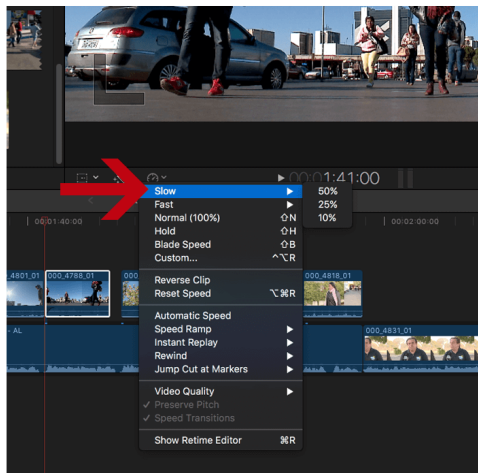 00:01:41:00
Slow
50%
Fast
25%
Normal (100%) ⇧N
10%
Hold ⇧H
Blade Speed ⇧B
Custom... ^⌥R
Reverse Clip
Reset Speed ⌥⌘R
Automatic Speed
Speed Ramp
Instant Replay
Rewind
Jump Cut at Markers
Video Quality
✓ Preserve Pitch
✓ Speed Transitions
Show Retime Editor ⌘R
00:01:40:00
00:02:00:00
_4801_01
000_4788_01
000
000_4818_01
- AL
000_4831_01